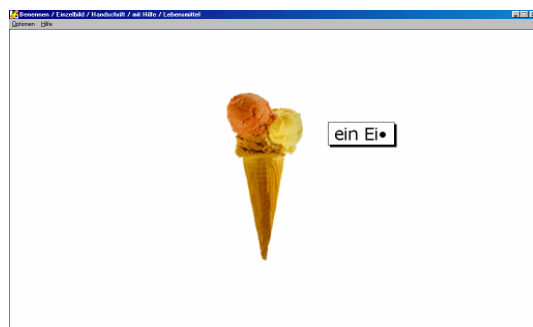 Benennen / Einzelbild / Handschrift / mit Hilfe / Lebensmittel
Optionen Hilfe
ein Ei•